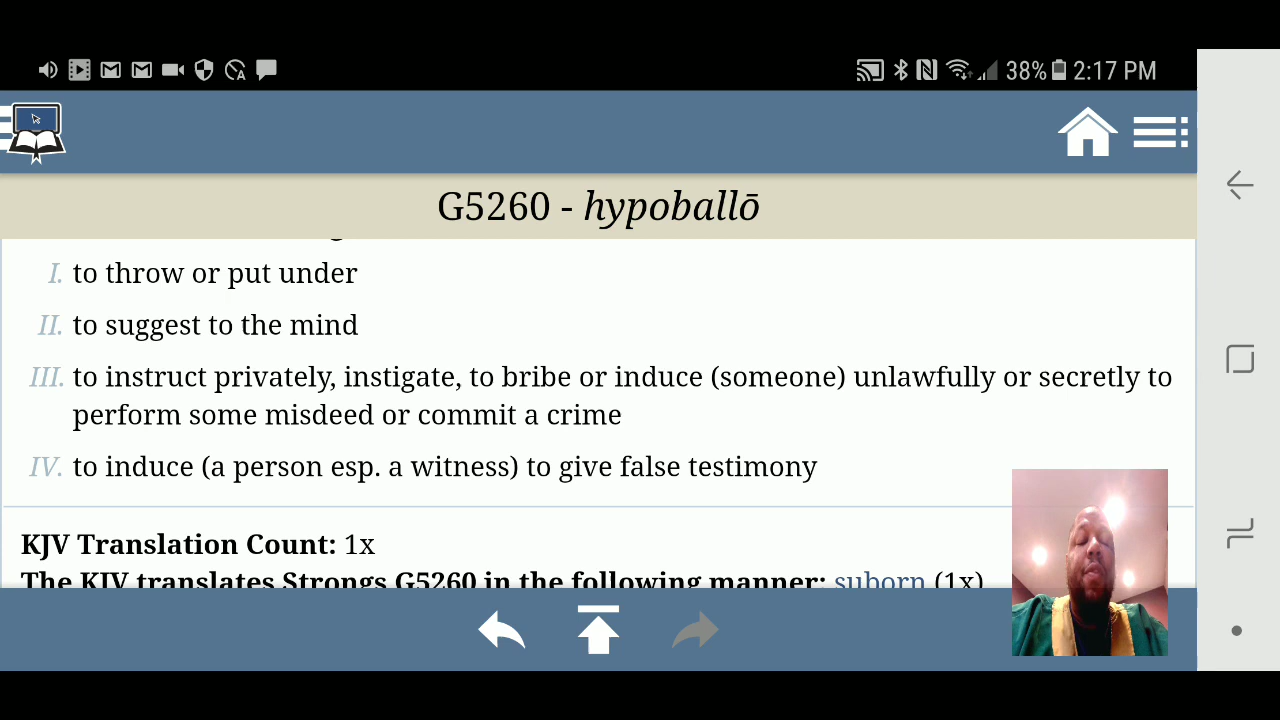 38% 2:17 PM
G5260 - hypoballō
I. to throw or put under
II. to suggest to the mind
III. to instruct privately, instigate, to bribe or induce (someone) unlawfully or secretly to
perform some misdeed or commit a crime
IV. to induce (a person esp. a witness) to give false testimony
KJV Translation Count: 1x
The KJV translates Strongs G5260 in the following manner: suborn (1x)